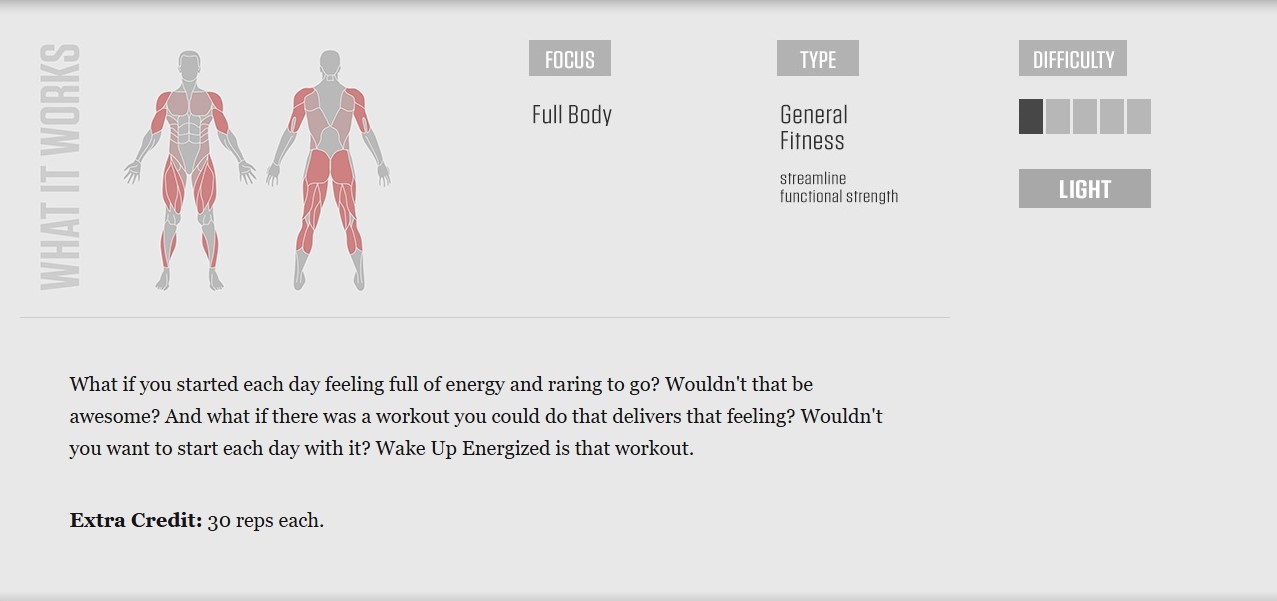 WHAT IT WORKS
FOCUS
Full Body
TYPE
General
Fitness
streamline
functional strength
DIFFICULTY
LIGHT
What if you started each day feeling full of energy and raring to go? Wouldn't that be
awesome? And what if there was a workout you could do that delivers that feeling? Wouldn't
you want to start each day with it? Wake Up Energized is that workout.
Extra Credit: 30 reps each.